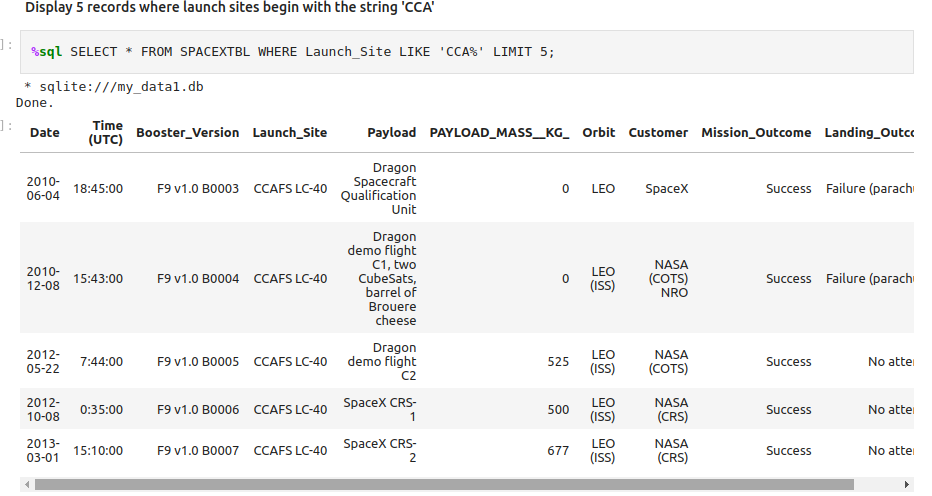 Display 5 records where launch sites begin with the string 'CCA'
]:
%sql SELECT * FROM SPACEXTBL WHERE Launch_Site LIKE 'CCA%' LIMIT 5;
* sqlite:///my_data1.db
Done.
]:
Date Time (UTC) Booster_Version Launch_Site Payload PAYLOAD_MASS__KG_ Orbit Customer Mission_Outcome Landing_Outco
2010-06-04 18:45:00 F9 v1.0 B0003 CCAFS LC-40 Dragon Spacecraft Qualification Unit 0 LEO SpaceX Success Failure (parach
2010-12-08 15:43:00 F9 v1.0 B0004 CCAFS LC-40 Dragon demo flight C1, two CubeSats, barrel of Brouere cheese 0 LEO (ISS) NASA (COTS) NRO Success Failure (parach
2012-05-22 7:44:00 F9 v1.0 B0005 CCAFS LC-40 Dragon demo flight C2 525 LEO (ISS) NASA (COTS) Success No atte
2012-10-08 0:35:00 F9 v1.0 B0006 CCAFS LC-40 SpaceX CRS-1 500 LEO (ISS) NASA (CRS) Success No atte
2013-03-01 15:10:00 F9 v1.0 B0007 CCAFS LC-40 SpaceX CRS-2 677 LEO (ISS) NASA (CRS) Success No atte